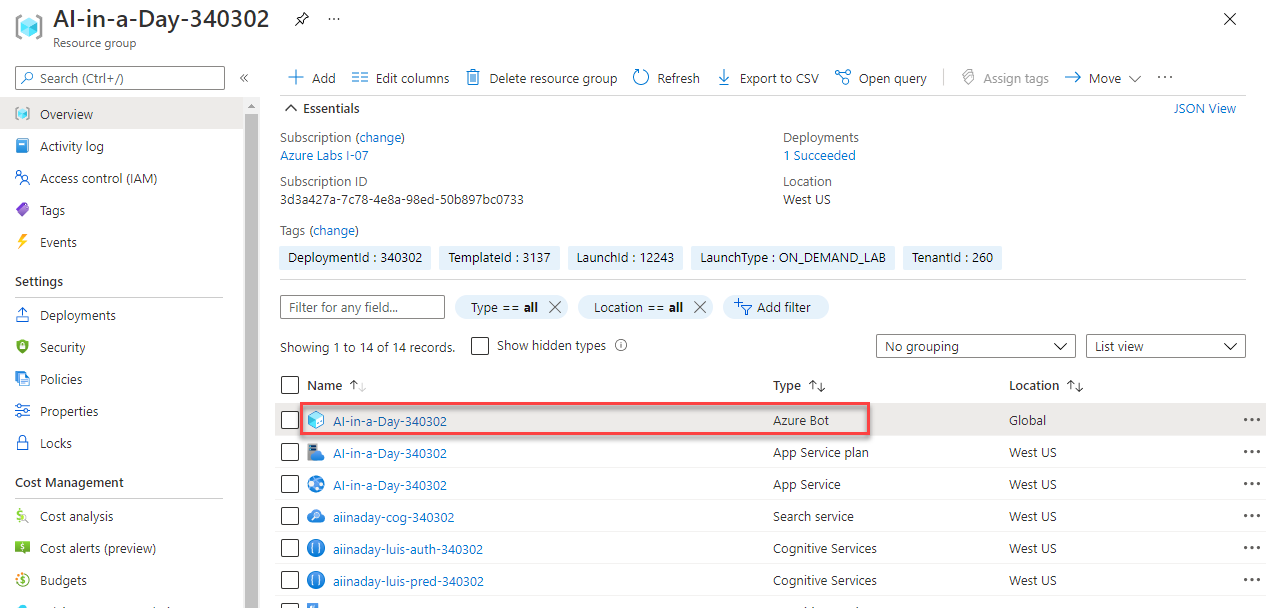 AI-in-a-Day-340302
Resource group
Search (Ctrl+/)
Overview
Activity log
Access control (IAM)
Tags
Events
Settings
Deployments
Security
Policies
Properties
Locks
Cost Management
Cost analysis
Cost alerts (preview)
Budgets
Add Edit columns Delete resource group Refresh Export to CSV Open query Assign tags Move
Essentials JSON View
Subscription (change) Deployments
Azure Labs I-07 1 Succeeded
Subscription ID Location
3d3a427a-7c78-4e8a-98ed-50b897bc0733 West US
Tags (change)
DeploymentId : 340302 TemplateId : 3137 LaunchId : 12243 LaunchType : ON_DEMAND_LAB TenantId : 260
Filter for any field... Type == all Location == all Add filter
Showing 1 to 14 of 14 records. Show hidden types No grouping List view
Name Type Location
AI-in-a-Day-340302 Azure Bot Global
AI-in-a-Day-340302 App Service plan West US
AI-in-a-Day-340302 App Service West US
aiinaday-cog-340302 Search service West US
aiinaday-luis-auth-340302 Cognitive Services West US
aiinaday-luis-pred-340302 Cognitive Services West US